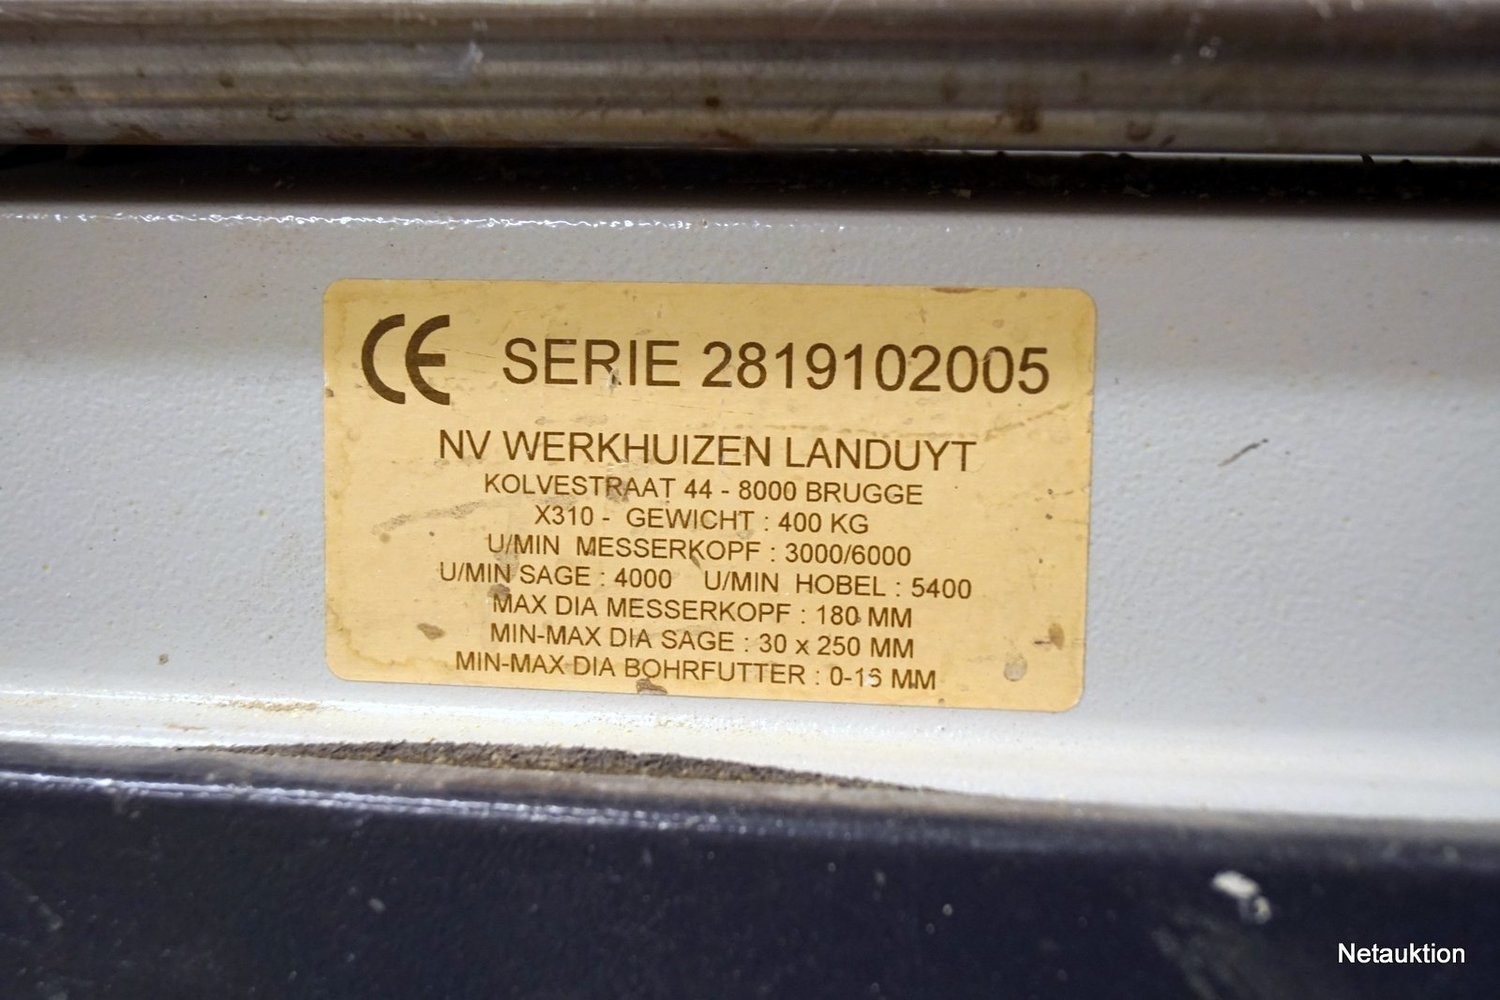 CE SERIE 2819102005
NV WERKHUIZEN LANDUYT
KOLVESTRAAT 44 - 8000 BRUGGE
X310 - GEWICHT : 400 KG
U/MIN MESSERKOPF : 3000/6000
U/MIN SAGE : 4000 U/MIN HOBEL : 5400
MAX DIA MESSERKOPF : 180 MM
MIN-MAX DIA SAGE : 30 x 250 MM
MIN-MAX DIA BOHRFUTTER : 0-16 MM
Netauktion